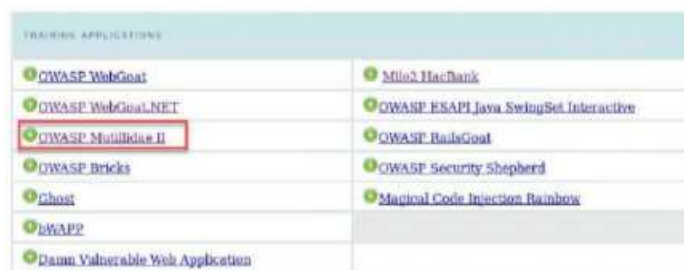 TRAINING APPLICATIONS
OWASP WebGoat
Milo2 HacBank
OWASP WebGoat.NET
OWASP ESAPI Java SwingSet Interactive
OWASP Mutillidae II
OWASP RailsGoat
OWASP Bricks
OWASP Security Shepherd
Ghost
Magical Code Injection Rainbow
bWAPP
Damn Vulnerable Web Application